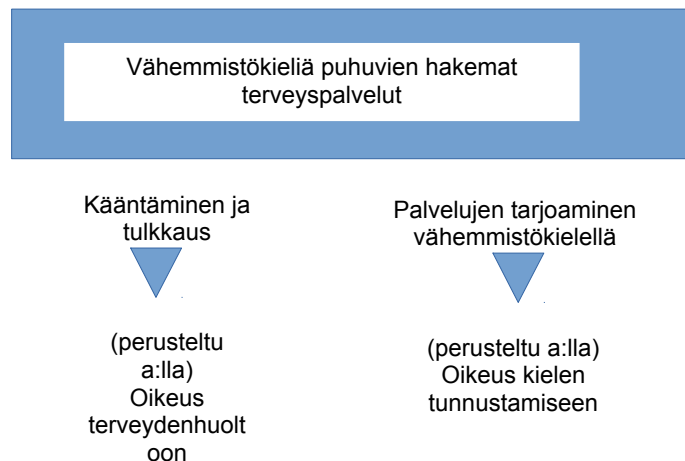 Vähemmistökieliä puhuvien hakemat
terveyspalvelut
Kääntäminen ja
tulkkaus
Palvelujen tarjoaminen
vähemmistökielellä
(perusteltu
a:lla)
Oikeus
terveydenhuolt
oon
(perusteltu a:lla)
Oikeus kielen
tunnustamiseen